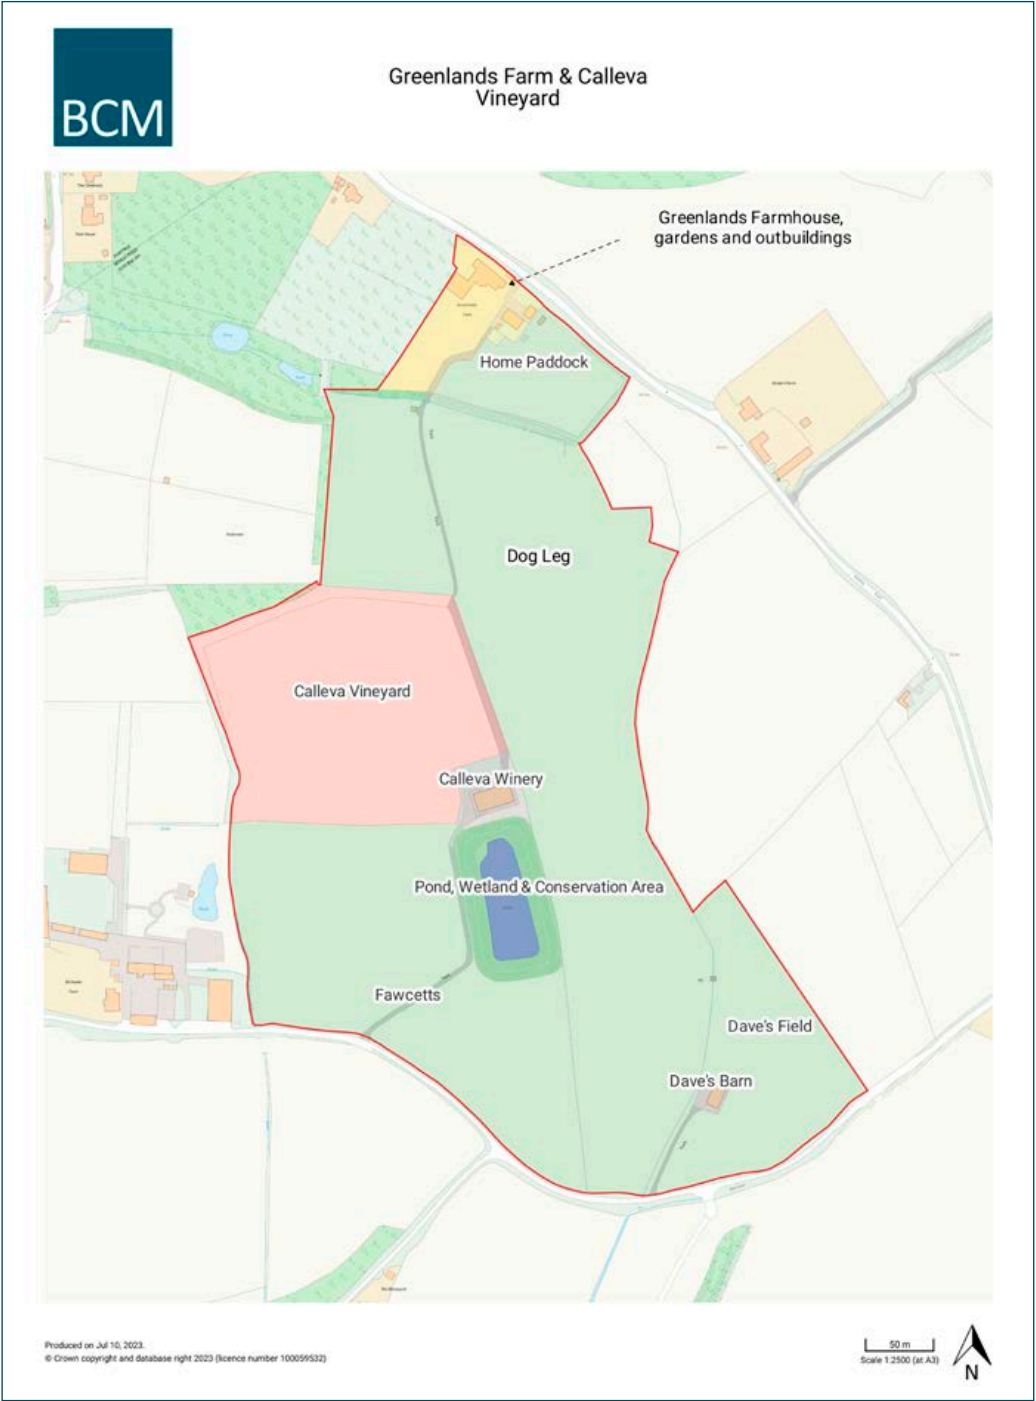 BCM
Greenlands Farm & Calleva
Vineyard
Greenlands Farmhouse,
gardens and outbuildings
Home Paddock
Dog Leg
Calleva Vineyard
Calleva Winery
Pond, Wetland & Conservation Area
Fawcetts
Dave's Field
Dave's Barn
Produced on Jul 10, 2023.
© Crown copyright and database right 2023 (licence number 100059532)
50 m
Scale 1:2500 (at A3)
N